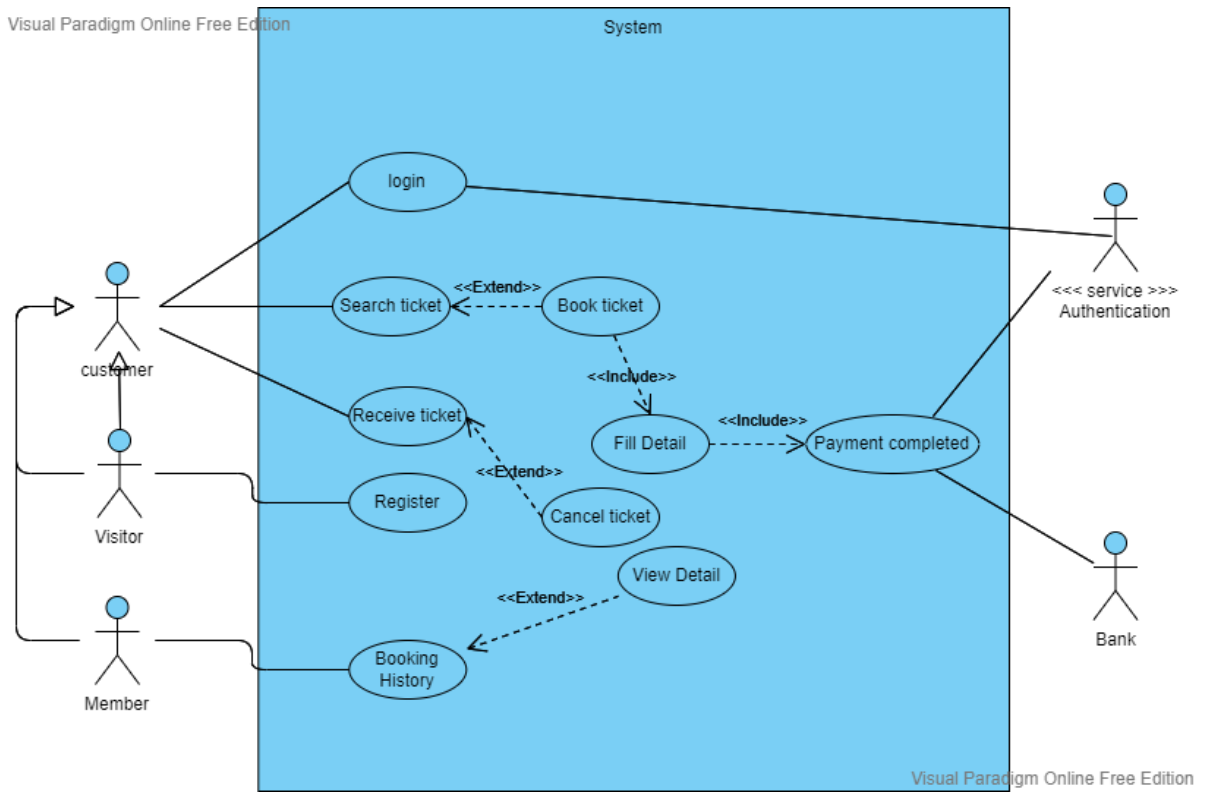 Visual Paradigm Online Free Edition
System
login
<<Extend>>
Search ticket
Book ticket
<<< service >>>
Authentication
customer
<<Include>>
Receive ticket
<<Include>>
Fill Detail
Payment completed
<<Extend>>
Register
Cancel ticket
Visitor
View Detail
<<Extend>>
Bank
Booking
History
Member
Visual Paradigm Online Free Edition